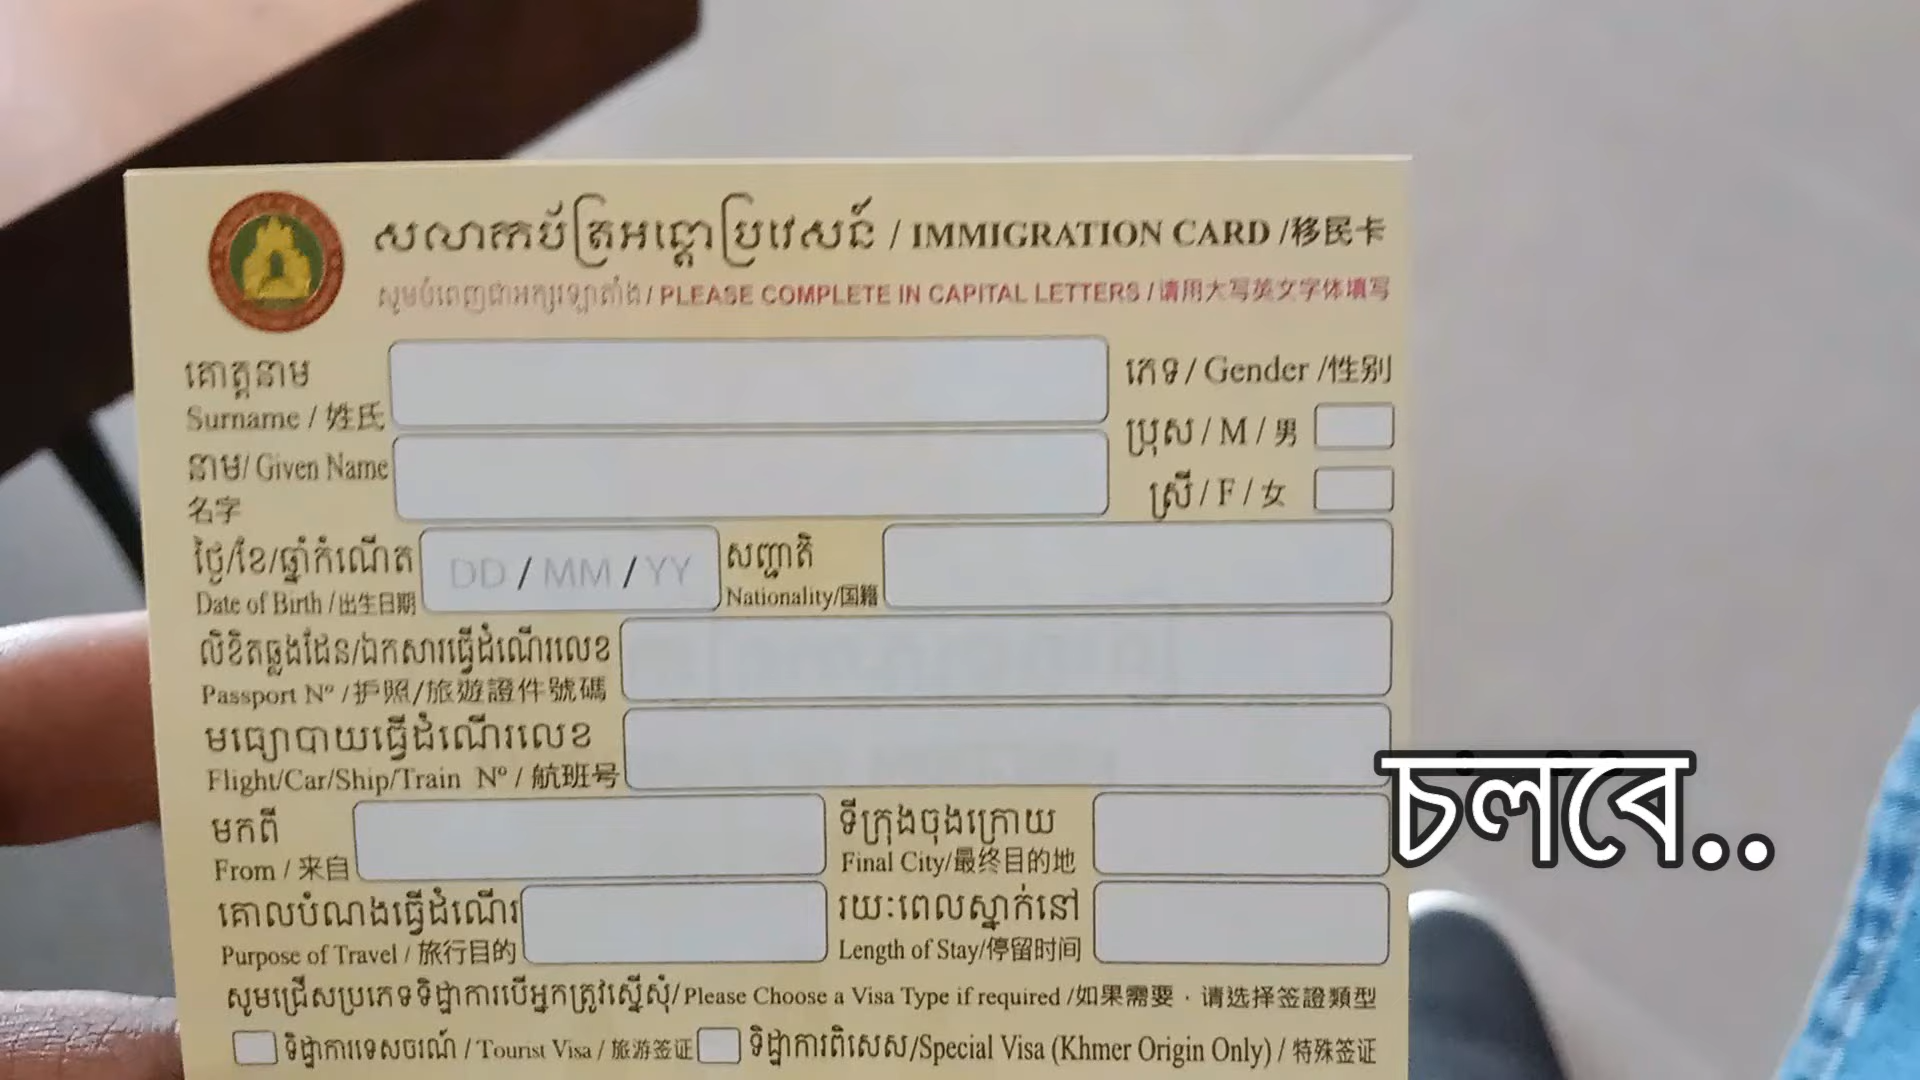 សលាកប័ត្រអន្តោប្រវេសន៍ / IMMIGRATION CARD /移民卡
សូមបំពេញជាអក្សរឡាតាំង / PLEASE COMPLETE IN CAPITAL LETTERS / 请用大写英文字体填写
គោត្តនាម
Surname / 姓氏
ភេទ / Gender /性别
ប្រុស / M / 男
នាម/ Given Name
名字
ស្រី / F / 女
ថ្ងៃ/ខែ/ឆ្នាំកំណើត
Date of Birth /出生日期
DD / MM / YY
សញ្ជាតិ
Nationality/国籍
លិខិតឆ្លងដែន/ឯកសារធ្វើដំណើរលេខ
Passport Nº /护照/旅遊證件號碼
មធ្យោបាយធ្វើដំណើរលេខ
Flight/Car/Ship/Train Nº / 航班号
មកពី
From / 来自
ទីក្រុងចុងក្រោយ
Final City/最终目的地
চলবে..
គោលបំណងធ្វើដំណើរ
Purpose of Travel / 旅行目的
រយៈពេលស្នាក់នៅ
Length of Stay/停留时间
សូមជ្រើសប្រភេទទិដ្ឋាការបើអ្នកត្រូវស្នើសុំ/ Please Choose a Visa Type if required /如果需要 · 请选择签證類型
ទិដ្ឋាការទេសចរណ៍ / Tourist Visa / 旅游签证 ទិដ្ឋាការពិសេស/Special Visa (Khmer Origin Only) / 特殊签证